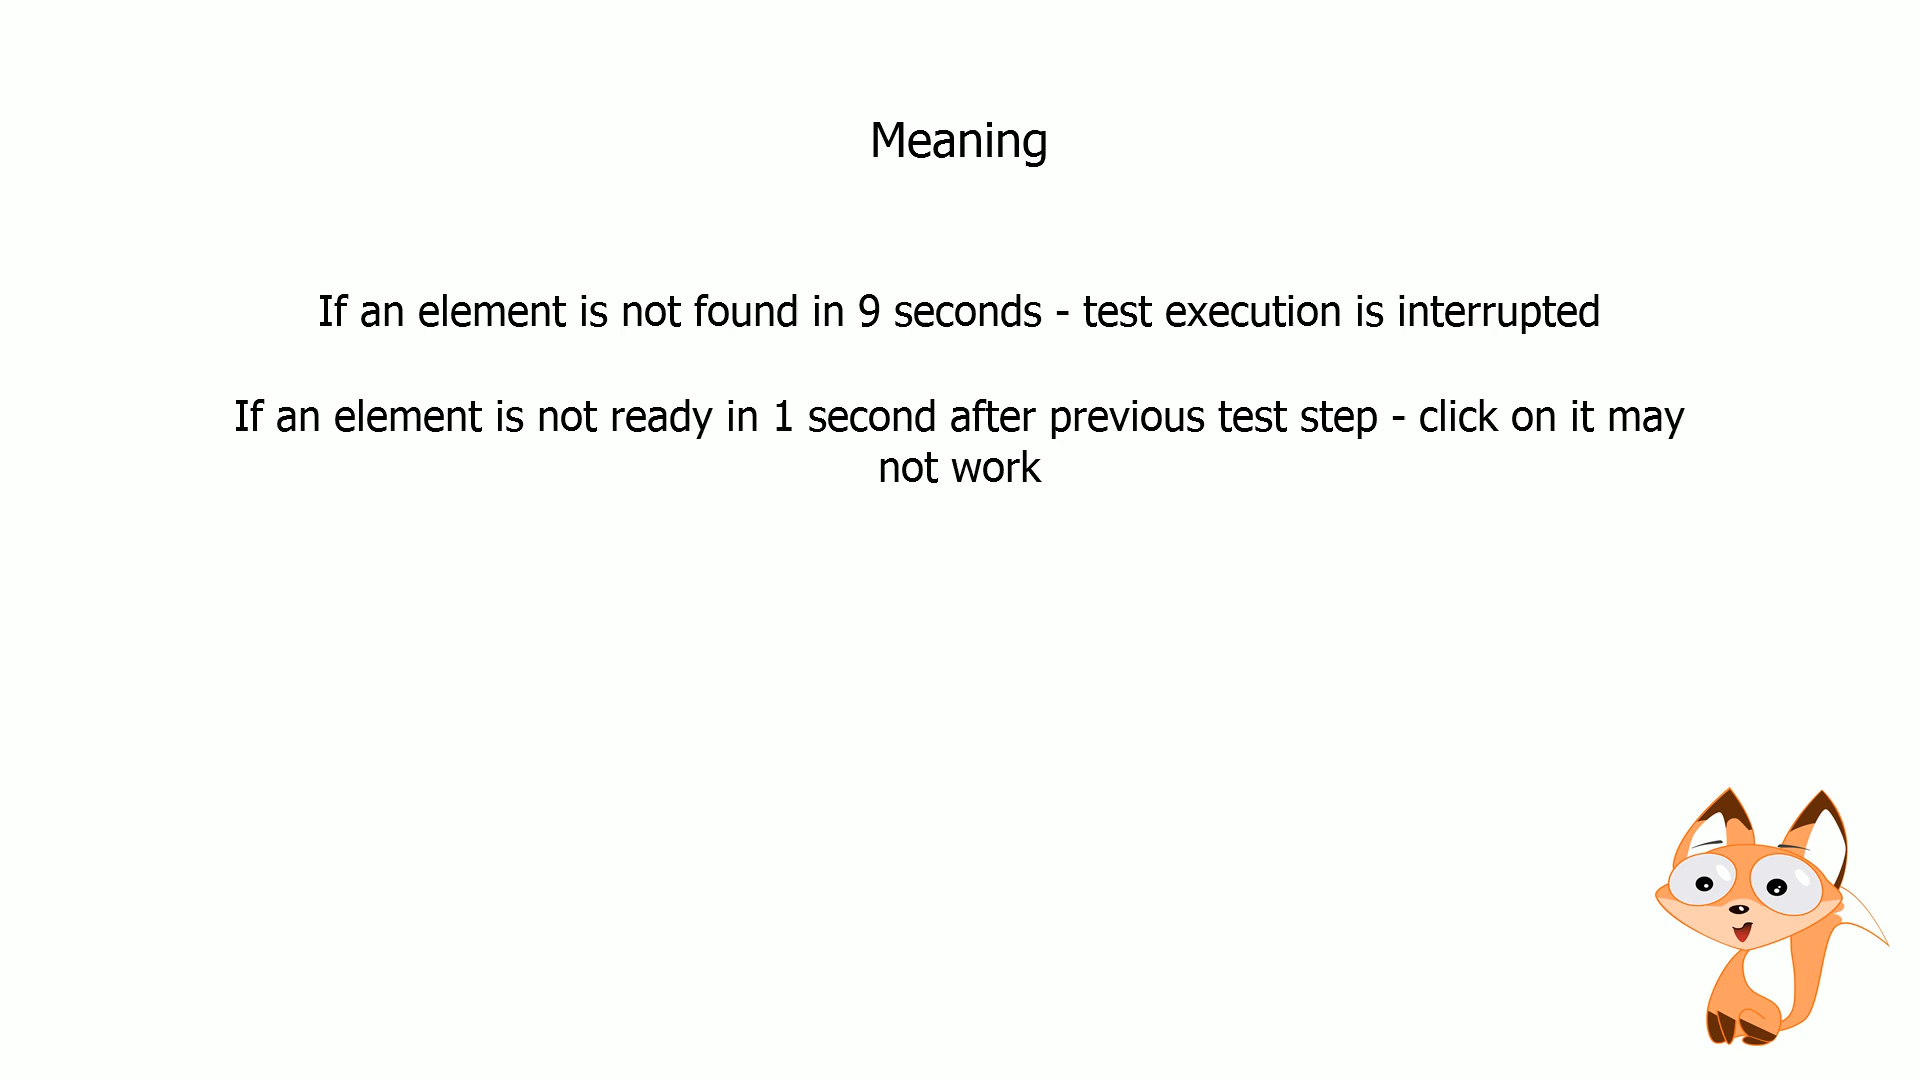 Meaning
If an element is not found in 9 seconds - test execution is interrupted
If an element is not ready in 1 second after previous test step - click on it may
not work